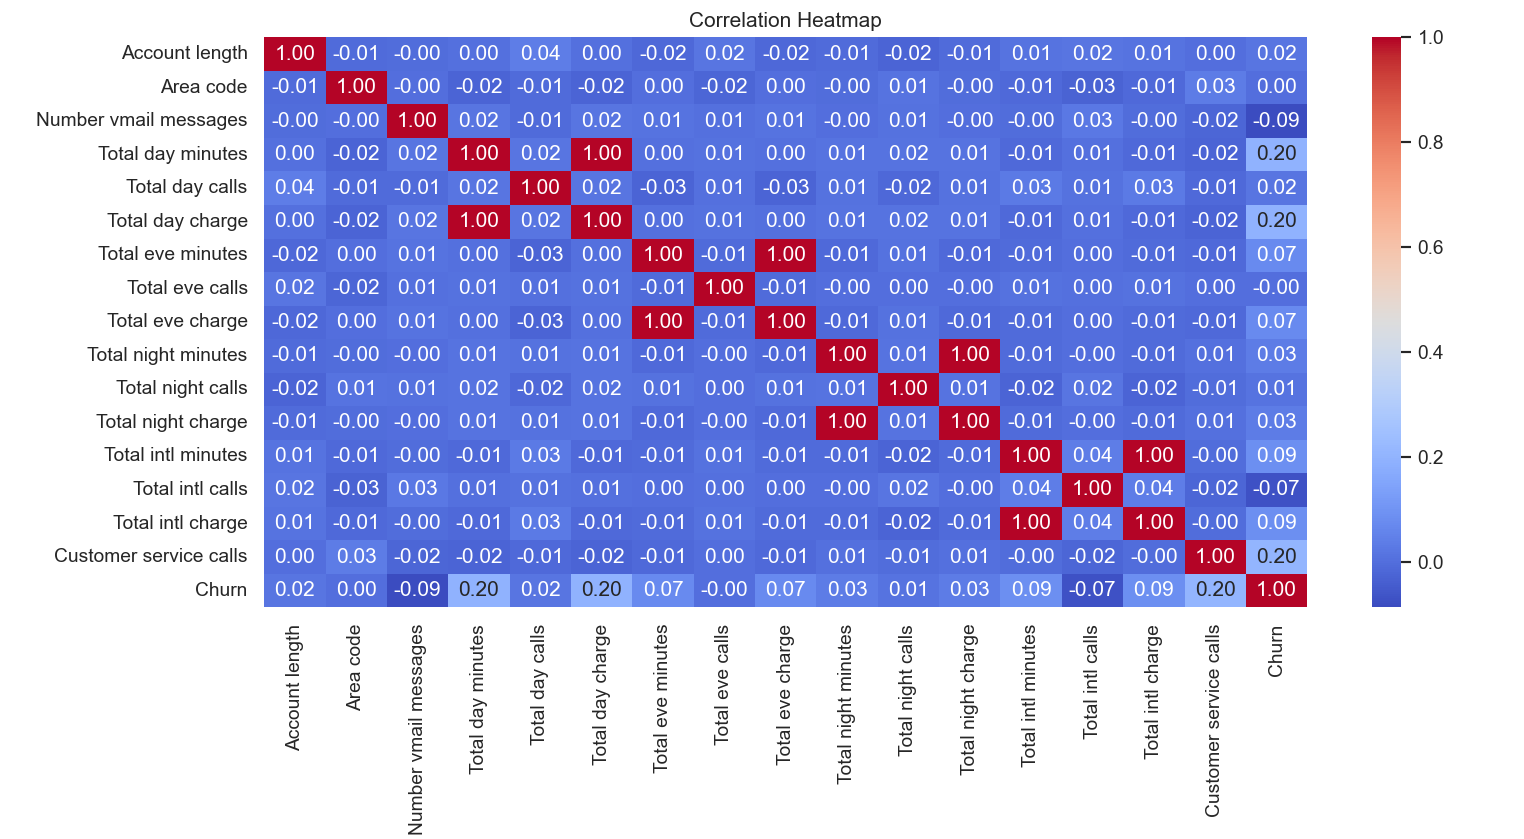 Correlation Heatmap
Account length 1.00 -0.01 -0.00 0.00 0.04 0.00 -0.02 0.02 -0.02 -0.01 -0.02 -0.01 0.01 0.02 0.01 0.00 0.02
Area code -0.01 1.00 -0.00 -0.02 -0.01 -0.02 0.00 -0.02 0.00 -0.00 0.01 -0.00 -0.01 -0.03 -0.01 0.03 0.00
Number vmail messages -0.00 -0.00 1.00 0.02 -0.01 0.02 0.01 0.01 0.01 -0.00 0.01 -0.00 -0.00 0.03 -0.00 -0.02 -0.09
Total day minutes 0.00 -0.02 0.02 1.00 0.02 1.00 0.00 0.01 0.00 0.01 0.02 0.01 -0.01 0.01 -0.01 -0.02 0.20
Total day calls 0.04 -0.01 -0.01 0.02 1.00 0.02 -0.03 0.01 -0.03 0.01 -0.02 0.01 0.03 0.01 0.03 -0.01 0.02
Total day charge 0.00 -0.02 0.02 1.00 0.02 1.00 0.00 0.01 0.00 0.01 0.02 0.01 -0.01 0.01 -0.01 -0.02 0.20
Total eve minutes -0.02 0.00 0.01 0.00 -0.03 0.00 1.00 -0.01 1.00 -0.01 0.01 -0.01 -0.01 0.00 -0.01 -0.01 0.07
Total eve calls 0.02 -0.02 0.01 0.01 0.01 0.01 -0.01 1.00 -0.01 -0.00 0.00 -0.00 0.01 0.00 0.01 0.00 -0.00
Total eve charge -0.02 0.00 0.01 0.00 -0.03 0.00 1.00 -0.01 1.00 -0.01 0.01 -0.01 -0.01 0.00 -0.01 -0.01 0.07
Total night minutes -0.01 -0.00 -0.00 0.01 0.01 0.01 -0.01 -0.00 -0.01 1.00 0.01 1.00 -0.01 -0.00 -0.01 0.01 0.03
Total night calls -0.02 0.01 0.01 0.02 -0.02 0.02 0.01 0.00 0.01 0.01 1.00 0.01 -0.02 0.02 -0.02 -0.01 0.01
Total night charge -0.01 -0.00 -0.00 0.01 0.01 0.01 -0.01 -0.00 -0.01 1.00 0.01 1.00 -0.01 -0.00 -0.01 0.01 0.03
Total intl minutes 0.01 -0.01 -0.00 -0.01 0.03 -0.01 -0.01 0.01 -0.01 -0.01 -0.02 -0.01 1.00 0.04 1.00 -0.00 0.09
Total intl calls 0.02 -0.03 0.03 0.01 0.01 0.01 0.00 0.00 0.00 -0.00 0.02 -0.00 0.04 1.00 0.04 -0.02 -0.07
Total intl charge 0.01 -0.01 -0.00 -0.01 0.03 -0.01 -0.01 0.01 -0.01 -0.01 -0.02 -0.01 1.00 0.04 1.00 -0.00 0.09
Customer service calls 0.00 0.03 -0.02 -0.02 -0.01 -0.02 -0.01 0.00 -0.01 0.01 -0.01 0.01 -0.00 -0.02 -0.00 1.00 0.20
Churn 0.02 0.00 -0.09 0.20 0.02 0.20 0.07 -0.00 0.07 0.03 0.01 0.03 0.09 -0.07 0.09 0.20 1.00
Account length
Area code
Number vmail messages
Total day minutes
Total day calls
Total day charge
Total eve minutes
Total eve calls
Total eve charge
Total night minutes
Total night calls
Total night charge
Total intl minutes
Total intl calls
Total intl charge
Customer service calls
Churn
1.0
0.8
0.6
0.4
0.2
0.0